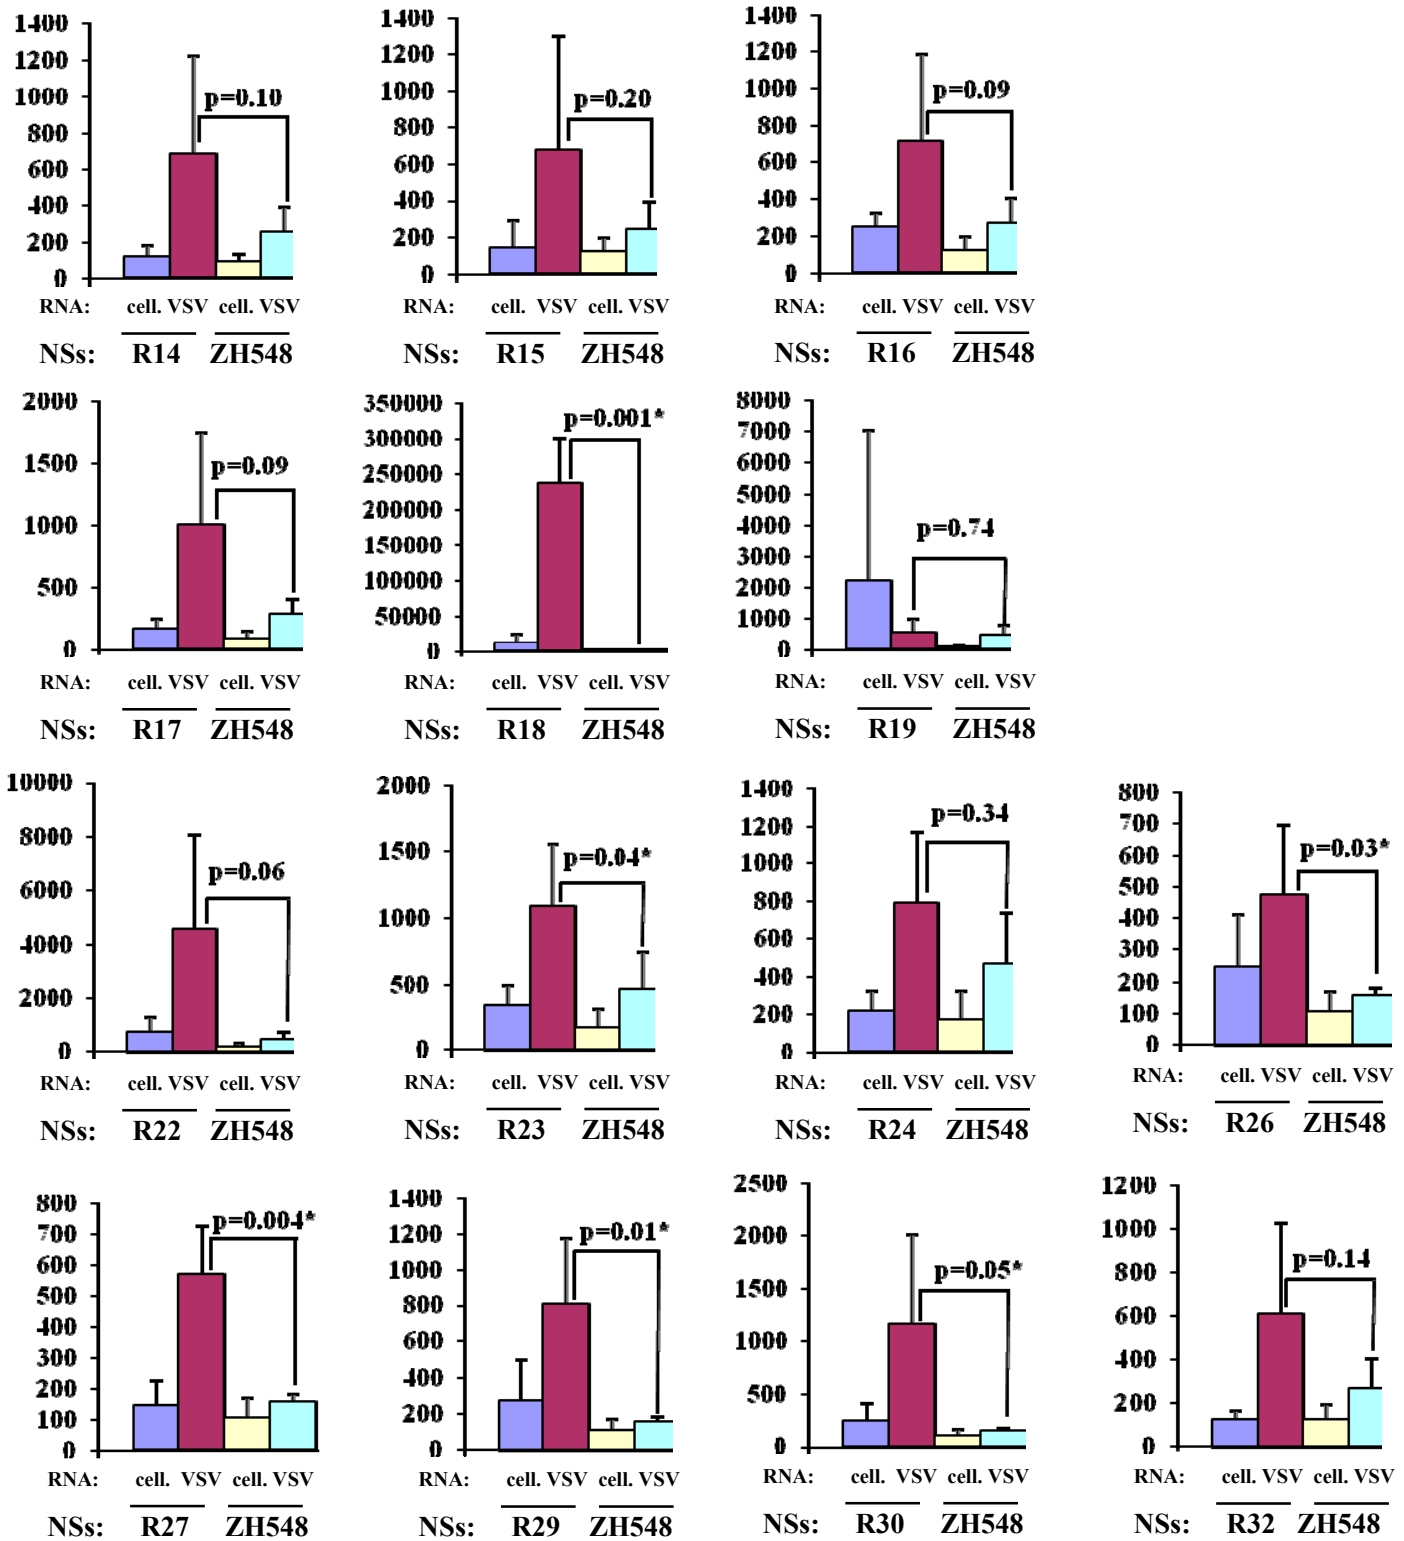 1400
1200
1000
800
600
400
200
0
p=0.10
RNA: cell. VSV cell. VSV
NSs: R14 ZH548
1400
1200
1000
800
600
400
200
0
p=0.20
RNA: cell. VSV cell. VSV
NSs: R15 ZH548
1400
1200
1000
800
600
400
200
0
p=0.09
RNA: cell. VSV cell. VSV
NSs: R16 ZH548
2000
1500
1000
500
0
p=0.09
RNA: cell. VSV cell. VSV
NSs: R17 ZH548
350000
300000
250000
200000
150000
100000
50000
0
p=0.001*
RNA: cell. VSV cell. VSV
NSs: R18 ZH548
8000
7000
6000
5000
4000
3000
2000
1000
0
p=0.74
RNA: cell. VSV cell. VSV
NSs: R19 ZH548
10000
8000
6000
4000
2000
0
p=0.06
RNA: cell. VSV cell. VSV
NSs: R22 ZH548
2000
1500
1000
500
0
p=0.04*
RNA: cell. VSV cell. VSV
NSs: R23 ZH548
1400
1200
1000
800
600
400
200
0
p=0.34
RNA: cell. VSV cell. VSV
NSs: R24 ZH548
800
700
600
500
400
300
200
100
0
p=0.03*
RNA: cell. VSV cell. VSV
NSs: R26 ZH548
800
700
600
500
400
300
200
100
0
p=0.004*
RNA: cell. VSV cell. VSV
NSs: R27 ZH548
1400
1200
1000
800
600
400
200
0
p=0.01*
RNA: cell. VSV cell. VSV
NSs: R29 ZH548
2500
2000
1500
1000
500
0
p=0.05*
RNA: cell. VSV cell. VSV
NSs: R30 ZH548
1200
1000
800
600
400
200
0
p=0.14
RNA: cell. VSV cell. VSV
NSs: R32 ZH548